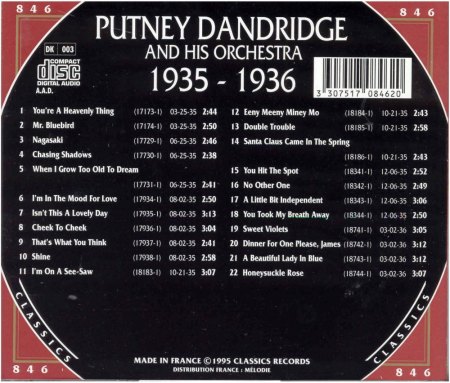 846
846
PUTNEY DANDRIDGE
AND HIS ORCHESTRA
1935 - 1936
DK 003
COMPACT
disc
DIGITAL AUDIO
A.A.D.
3 307517 084620
1 You're A Heavenly Thing (17173-1) 03-25-35 2:44
2 Mr. Bluebird (17174-1) 03-25-35 2:50
3 Nagasaki (17729-1) 06-25-35 2:46
4 Chasing Shadows (17730-1) 06-25-35 2:38
5 When I Grow Too Old To Dream
(17731-1) 06-25-35 2:41
6 I'm In The Mood For Love (17934-1) 08-02-35 2:50
7 Isn't This A Lovely Day (17935-1) 08-02-35 3:13
8 Cheek To Cheek (17936-1) 08-02-35 3:04
9 That's What You Think (17937-1) 08-02-35 2:41
10 Shine (17938-1) 08-02-35 2:58
11 I'm On A See-Saw (18183-1) 10-21-35 3:07
12 Eeny Meeny Miney Mo (18184-1) 10-21-35 2:43
13 Double Trouble (18185-1) 10-21-35 2:58
14 Santa Claus Came In The Spring
(18186-1) 10-21-35 2:43
15 You Hit The Spot (18341-1) 12-06-35 2:52
16 No Other One (18342-1) 12-06-35 2:49
17 A Little Bit Independent (18343-1) 12-06-35 3:06
18 You Took My Breath Away (18344-1) 12-06-35 2:50
19 Sweet Violets (18741-1) 03-02-36 3:06
20 Dinner For One Please, James (18742-1) 03-02-36 3:12
21 A Beautiful Lady In Blue (18743-1) 03-02-36 3:12
22 Honeysuckle Rose (18744-1) 03-02-36 3:07
CLASSICS
CLASSICS
MADE IN FRANCE © 1995 CLASSICS RECORDS
DISTRIBUTION FRANCE : MÉLODIE
846
846